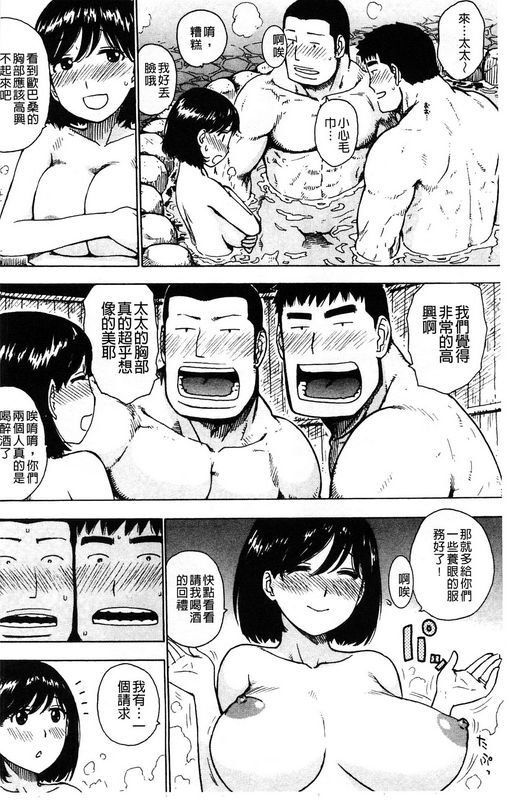 來…太太
啊
唉
唷，
糟糕
我好丟
臉哦
小心毛
巾…
看到歐巴桑的
胸部應該高興
不起來吧
我們覺得
非常的高
興啊
太太的胸部
真的超乎想
像的美耶
唉唷，你們
兩個人真的是
喝醉酒了
那就多給你們
一些養眼的服
務好了！
啊
唉
快點看看
請我喝酒
的回禮
たぷっ
我有…一
個請求